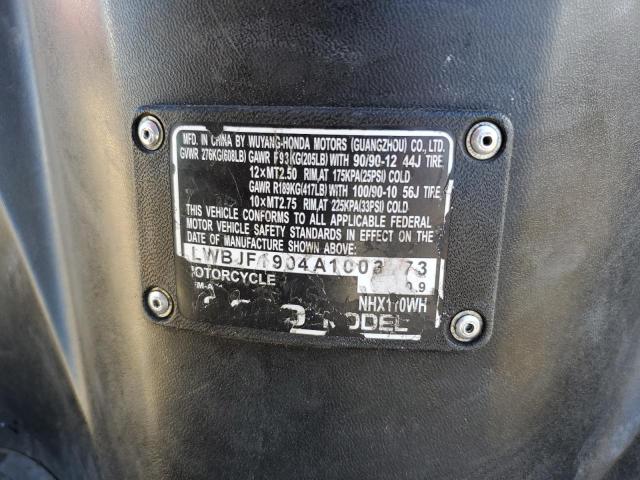 MFD. IN CHINA BY WUYANG-HONDA MOTORS (GUANGZHOU) CO., LTD.
GVWR 276KG(608LB) GAWR F 93KG(205LB) WITH 90/90-12 44J TIRE
12×MT2.50 RIM,AT 175KPA(25PSI) COLD
GAWR R189KG(417LB) WITH 100/90-10 56J TIRE
10×MT2.75 RIM,AT 225KPA(33PSI) COLD
THIS VEHICLE CONFORMS TO ALL APPLICABLE FEDERAL
MOTOR VEHICLE SAFETY STANDARDS IN EFFECT ON THE
DATE OF MANUFACTURE SHOWN ABOVE:
MOTORCYCLE
MODEL